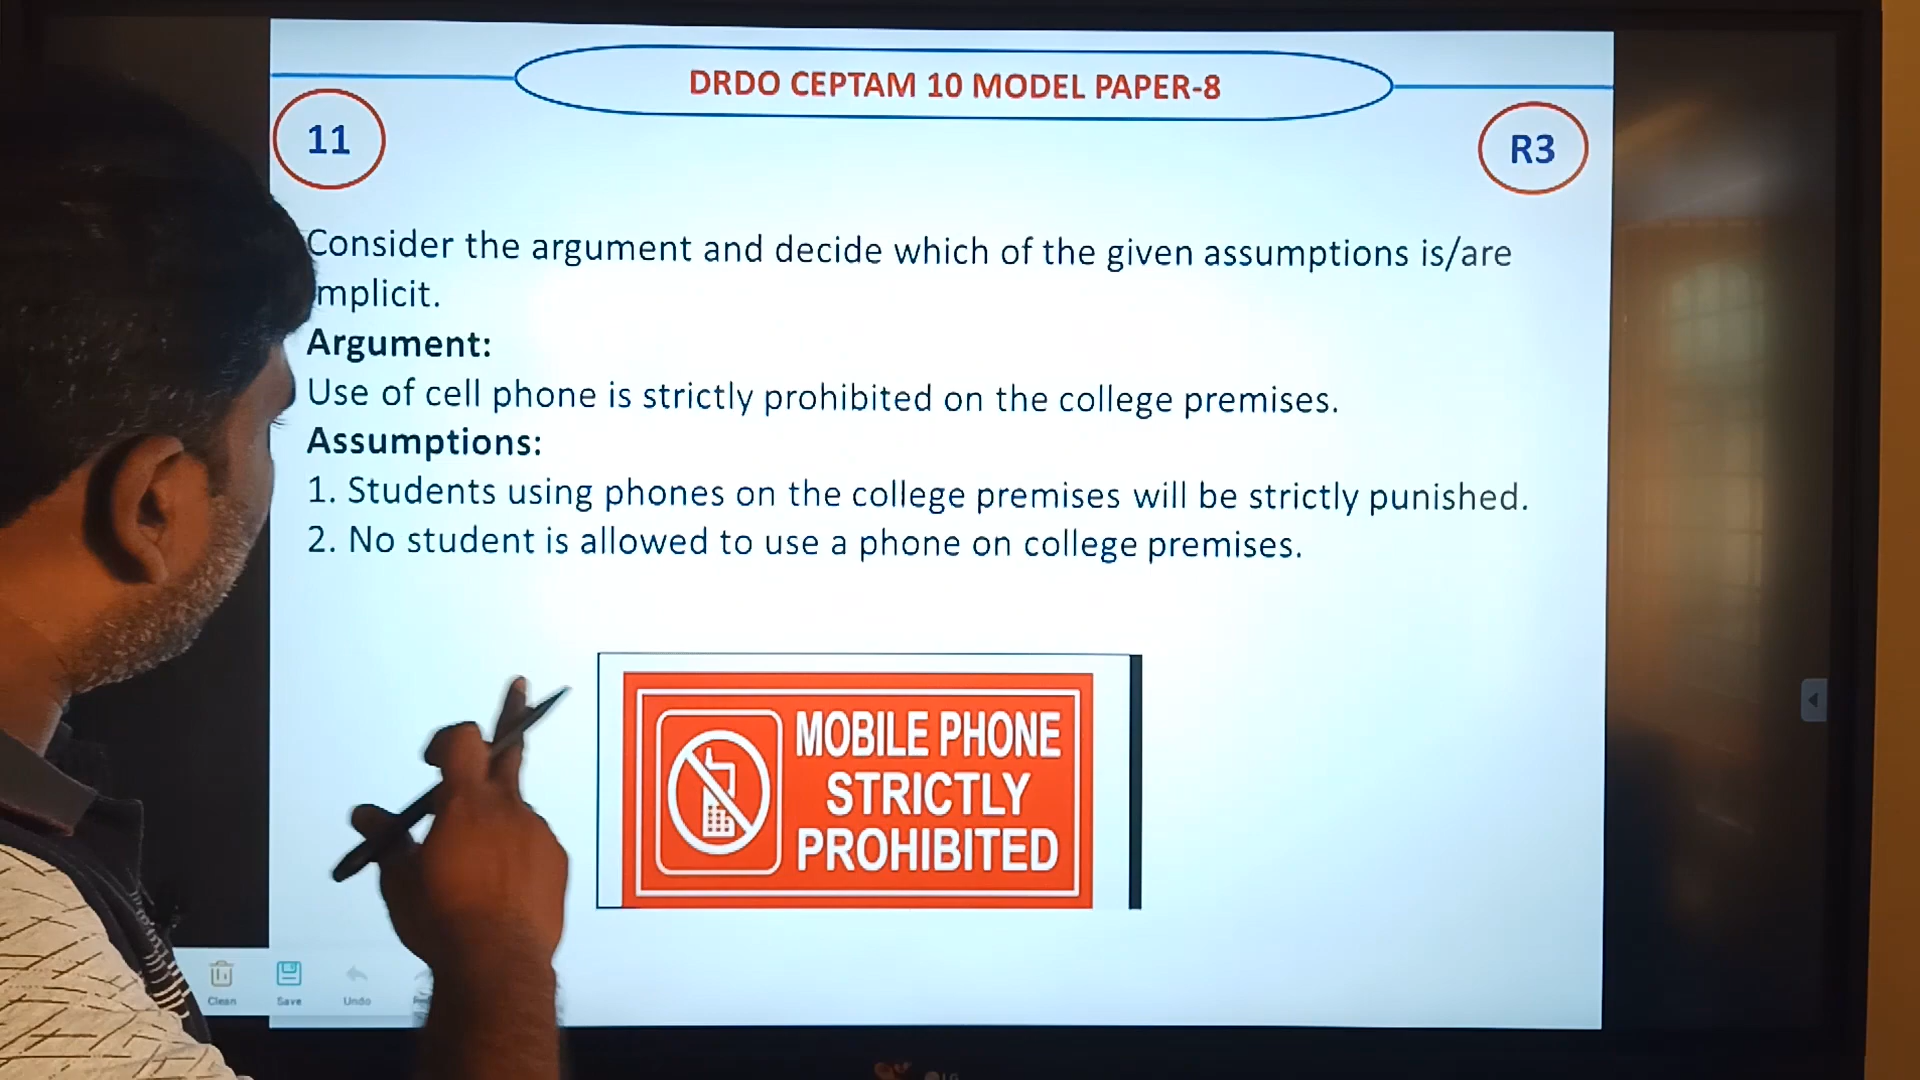 DRDO CEPTAM 10 MODEL PAPER-8
11
R3
Consider the argument and decide which of the given assumptions is/are
mplicit.
Argument:
Use of cell phone is strictly prohibited on the college premises.
Assumptions:
1. Students using phones on the college premises will be strictly punished.
2. No student is allowed to use a phone on college premises.
MOBILE PHONE
STRICTLY
PROHIBITED
Clean Save Undo
LG